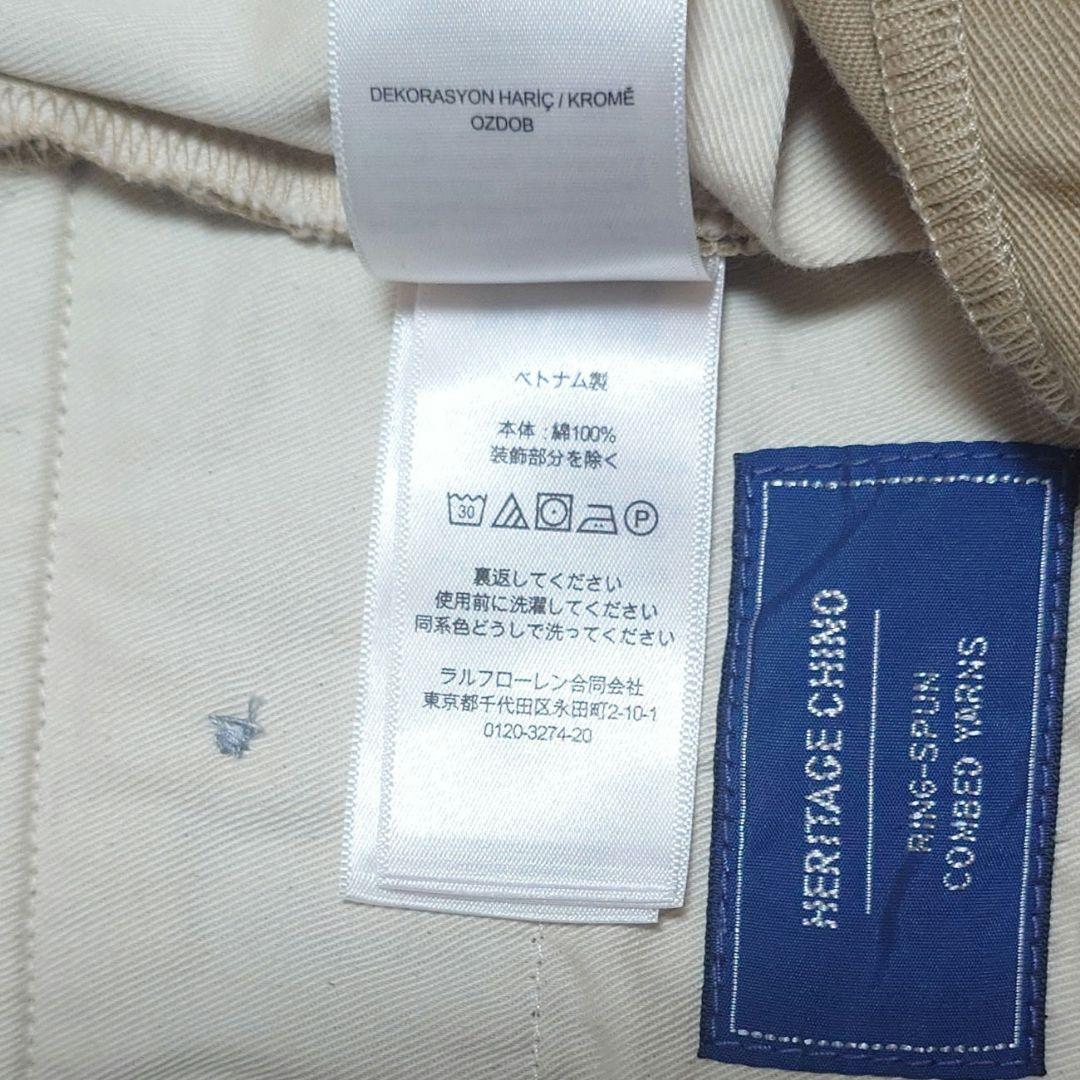 DEKORASYON HARİÇ / KROMĚ
OZDOB
ベトナム製
本体 : 綿100%
装飾部分を除く
30
P
裏返してください
使用前に洗濯してください
同系色どうしで洗ってください
ラルフローレン合同会社
東京都千代田区永田町2-10-1
0120-3274-20
HERITAGE CHINO
RING-SPUN
COMBED YARNS